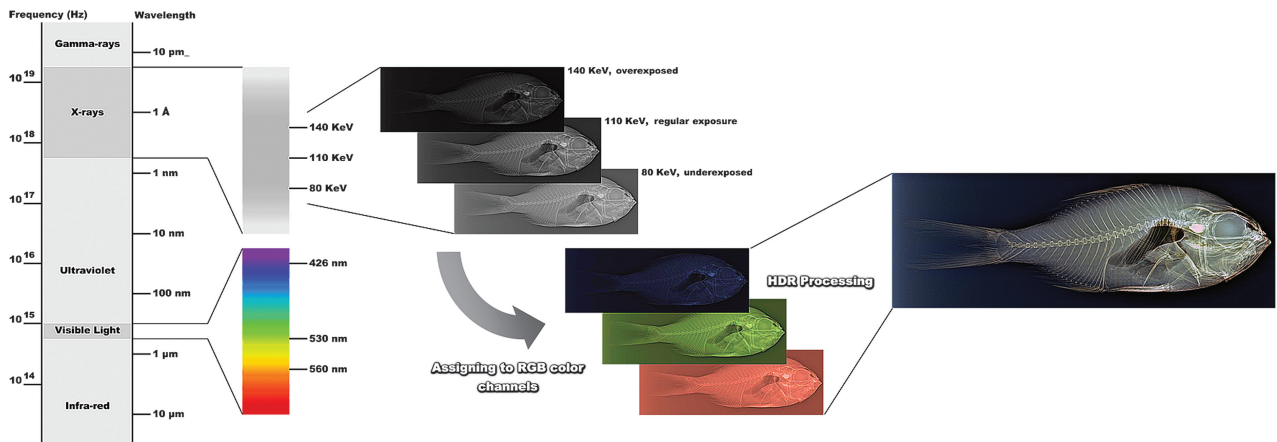 Frequency (Hz)
Wavelength
Gamma-rays
10 pm_
10^19
X-rays
1 Å
10^18
1 nm
10^17
10 nm
10^16
Ultraviolet
100 nm
10^15
Visible Light
1 µm
10^14
Infra-red
10 µm
140 KeV
110 KeV
80 KeV
426 nm
530 nm
560 nm
140 KeV, overexposed
110 KeV, regular exposure
80 KeV, underexposed
Assigning to RGB color
channels
HDR Processing